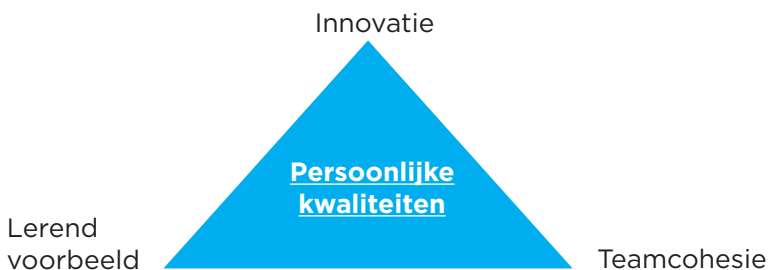 Innovatie
Persoonlijke
kwaliteiten
Lerend
voorbeeld
Teamcohesie